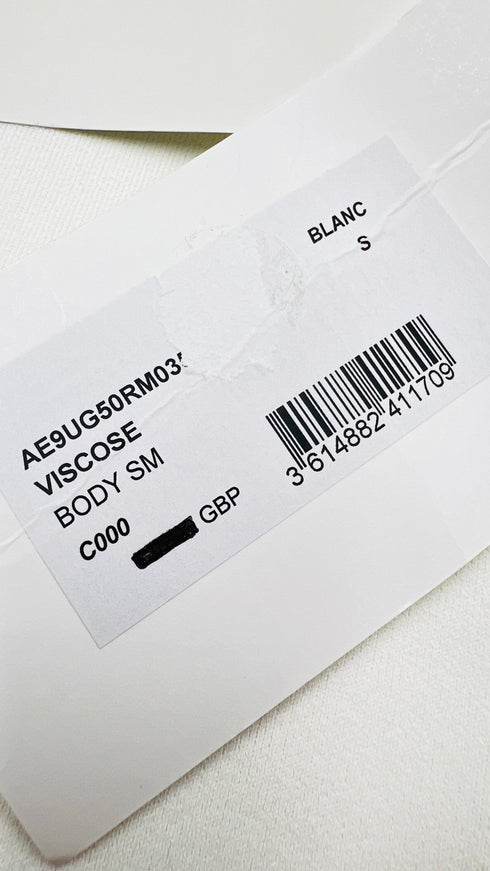 BLANC
S
AE9UG50RM03
VISCOSE
BODY SM
C000 GBP
3 614882 411709